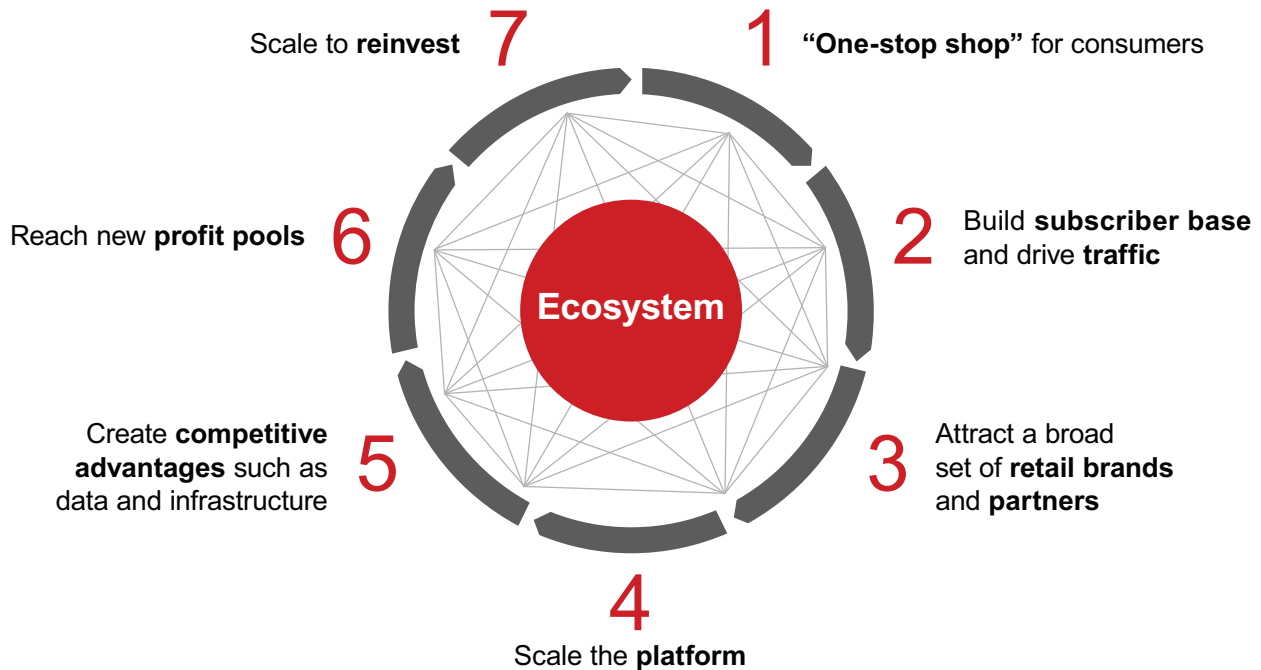 1
“One-stop shop” for consumers
2
Build subscriber base
and drive traffic
3
Attract a broad
set of retail brands
and partners
4
Scale the platform
5
Create competitive
advantages such as
data and infrastructure
6
Reach new profit pools
7
Scale to reinvest
Ecosystem